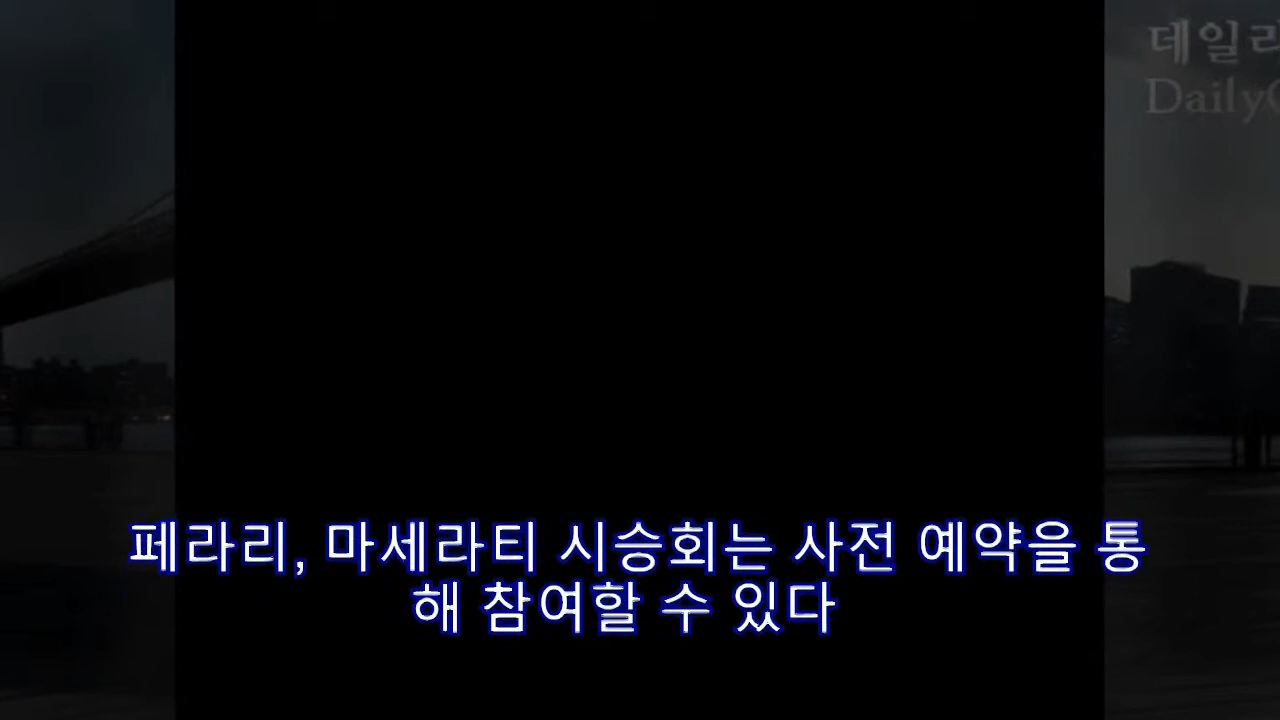 데일리
Daily
페라리, 마세라티 시승회는 사전 예약을 통
해 참여할 수 있다